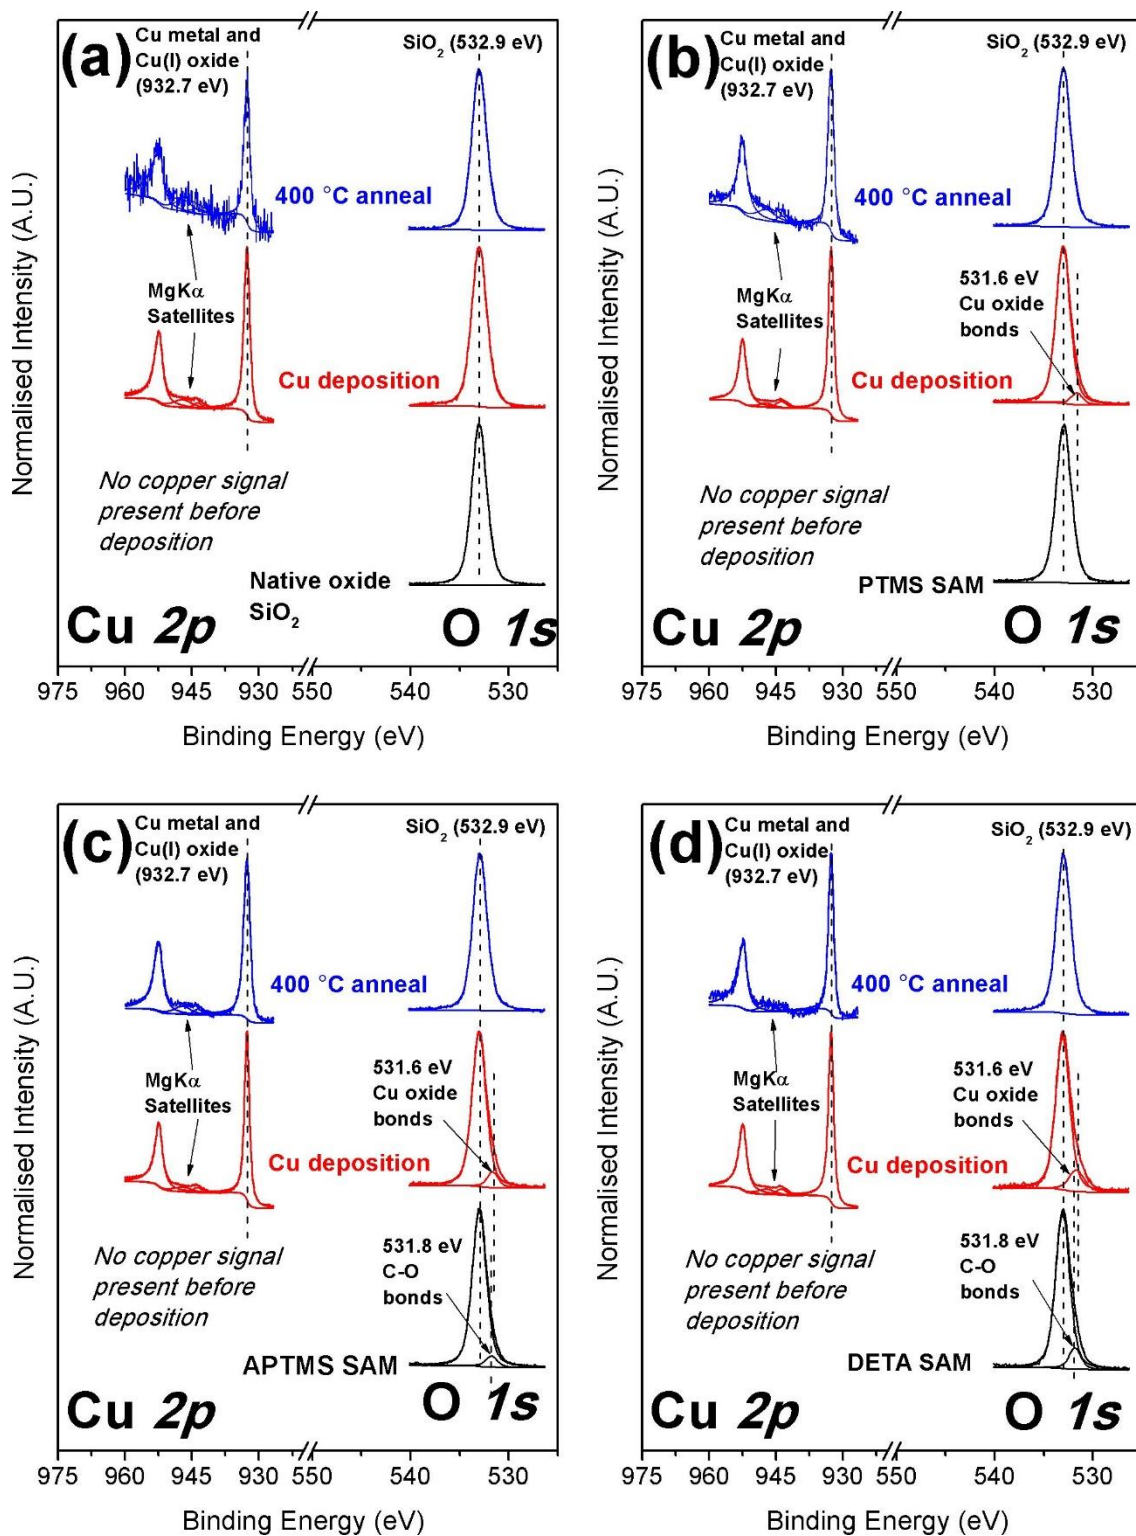 (a)
Cu metal and
Cu(I) oxide
(932.7 eV)
SiO₂ (532.9 eV)
400 °C anneal
MgKα
Satellites
Cu deposition
No copper signal
present before
deposition
Native oxide
SiO₂
Cu 2p
O 1s
Normalised Intensity (A.U.)
975 960 945 930 550 540 530
Binding Energy (eV)
(b)
Cu metal and
Cu(I) oxide
(932.7 eV)
SiO₂ (532.9 eV)
400 °C anneal
531.6 eV
Cu oxide
bonds
MgKα
Satellites
Cu deposition
No copper signal
present before
deposition
PTMS SAM
Cu 2p
O 1s
Normalised Intensity (A.U.)
975 960 945 930 550 540 530
Binding Energy (eV)
(c)
Cu metal and
Cu(I) oxide
(932.7 eV)
SiO₂ (532.9 eV)
400 °C anneal
531.6 eV
Cu oxide
bonds
MgKα
Satellites
Cu deposition
531.8 eV
C-O
bonds
No copper signal
present before
deposition
APTMS SAM
Cu 2p
O 1s
Normalised Intensity (A.U.)
975 960 945 930 550 540 530
Binding Energy (eV)
(d)
Cu metal and
Cu(I) oxide
(932.7 eV)
SiO₂ (532.9 eV)
400 °C anneal
531.6 eV
Cu oxide
bonds
MgKα
Satellites
Cu deposition
531.8 eV
C-O
bonds
No copper signal
present before
deposition
DETA SAM
Cu 2p
O 1s
Normalised Intensity (A.U.)
975 960 945 930 550 540 530
Binding Energy (eV)